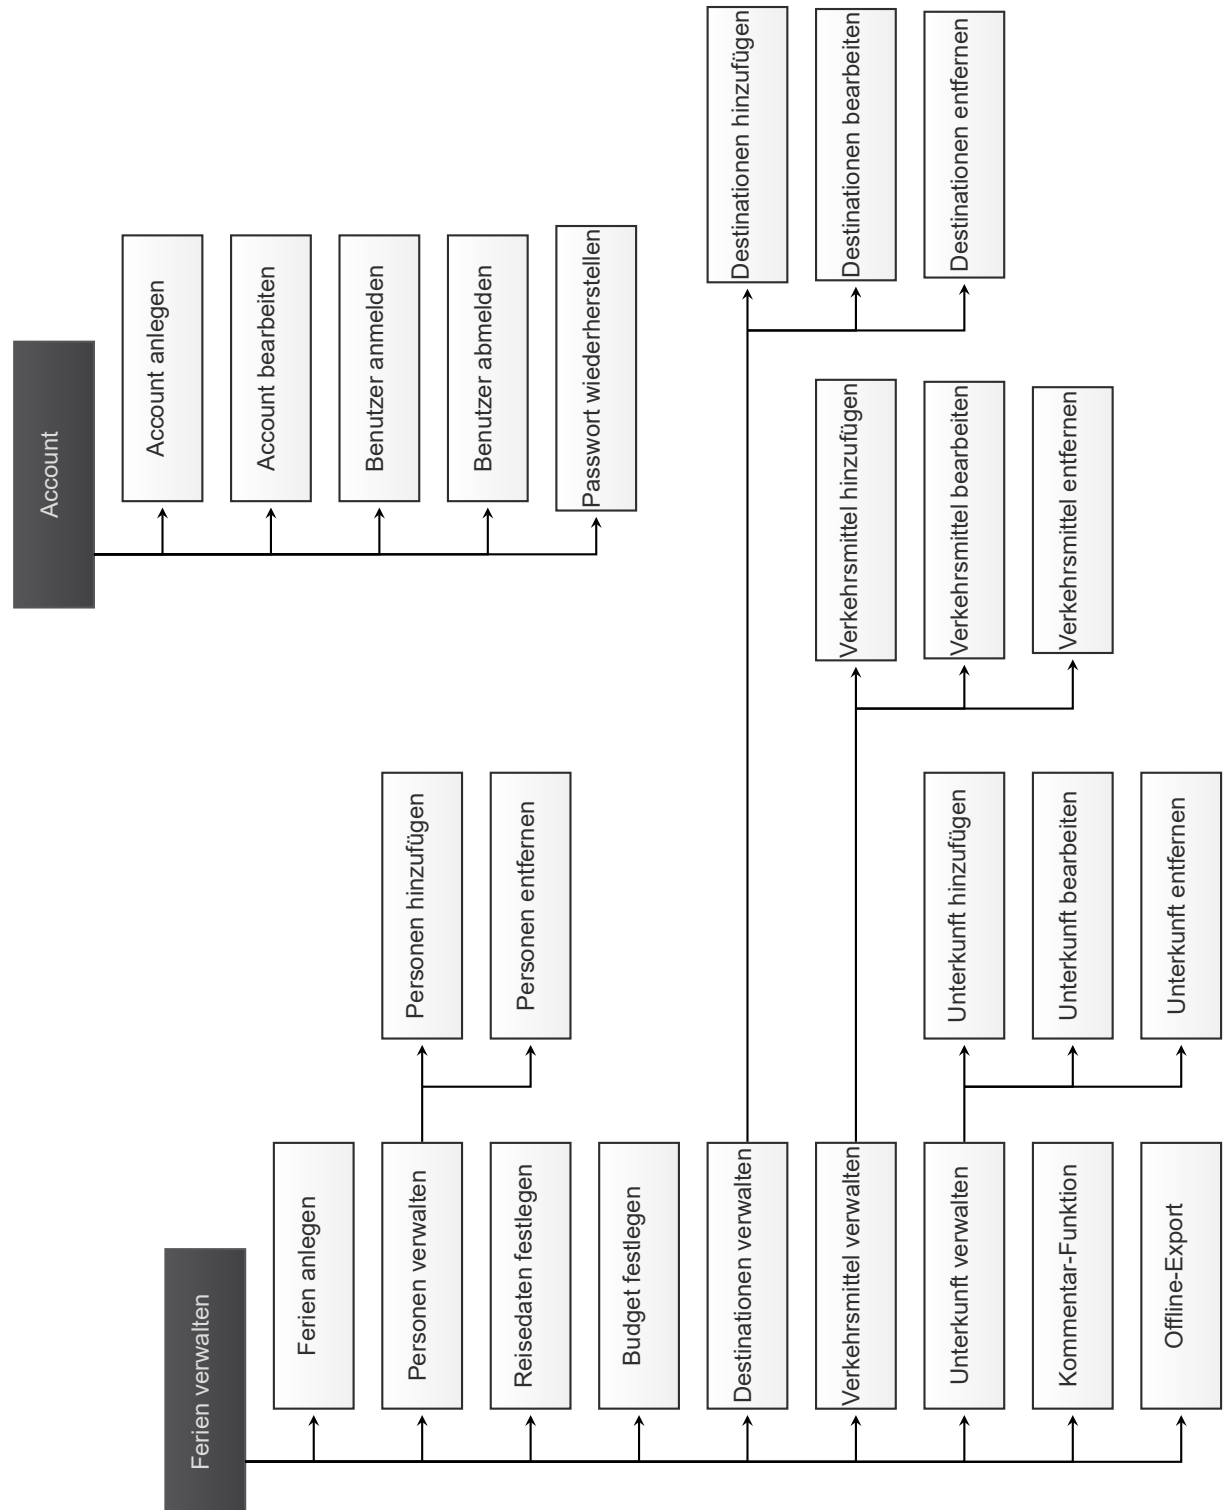 Ferien verwalten
Ferien anlegen
Personen verwalten
Personen hinzufügen
Personen entfernen
Reisedaten festlegen
Budget festlegen
Destinationen verwalten
Destinationen hinzufügen
Destinationen bearbeiten
Destinationen entfernen
Verkehrsmittel verwalten
Verkehrsmittel hinzufügen
Verkehrsmittel bearbeiten
Verkehrsmittel entfernen
Unterkunft verwalten
Unterkunft hinzufügen
Unterkunft bearbeiten
Unterkunft entfernen
Kommentar-Funktion
Offline-Export
Account
Account anlegen
Account bearbeiten
Benutzer anmelden
Benutzer abmelden
Passwort wiederherstellen